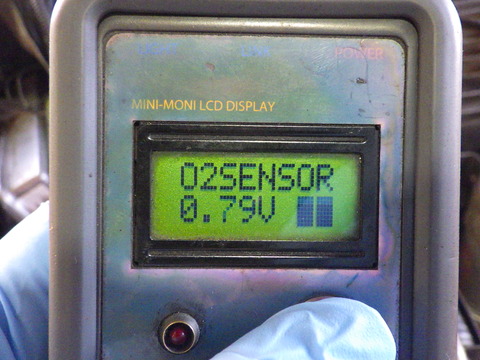 POWER
MINI-MONI LCD DISPLAY
O2SENSOR
0.79V